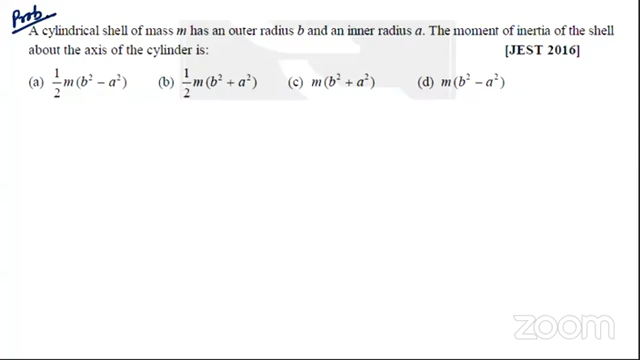 Prob
A cylindrical shell of mass m has an outer radius b and an inner radius a. The moment of inertia of the shell
about the axis of the cylinder is: [JEST 2016]
(a) 1/2 m(b² − a²) (b) 1/2 m(b² + a²) (c) m(b² + a²) (d) m(b² − a²)
zoom